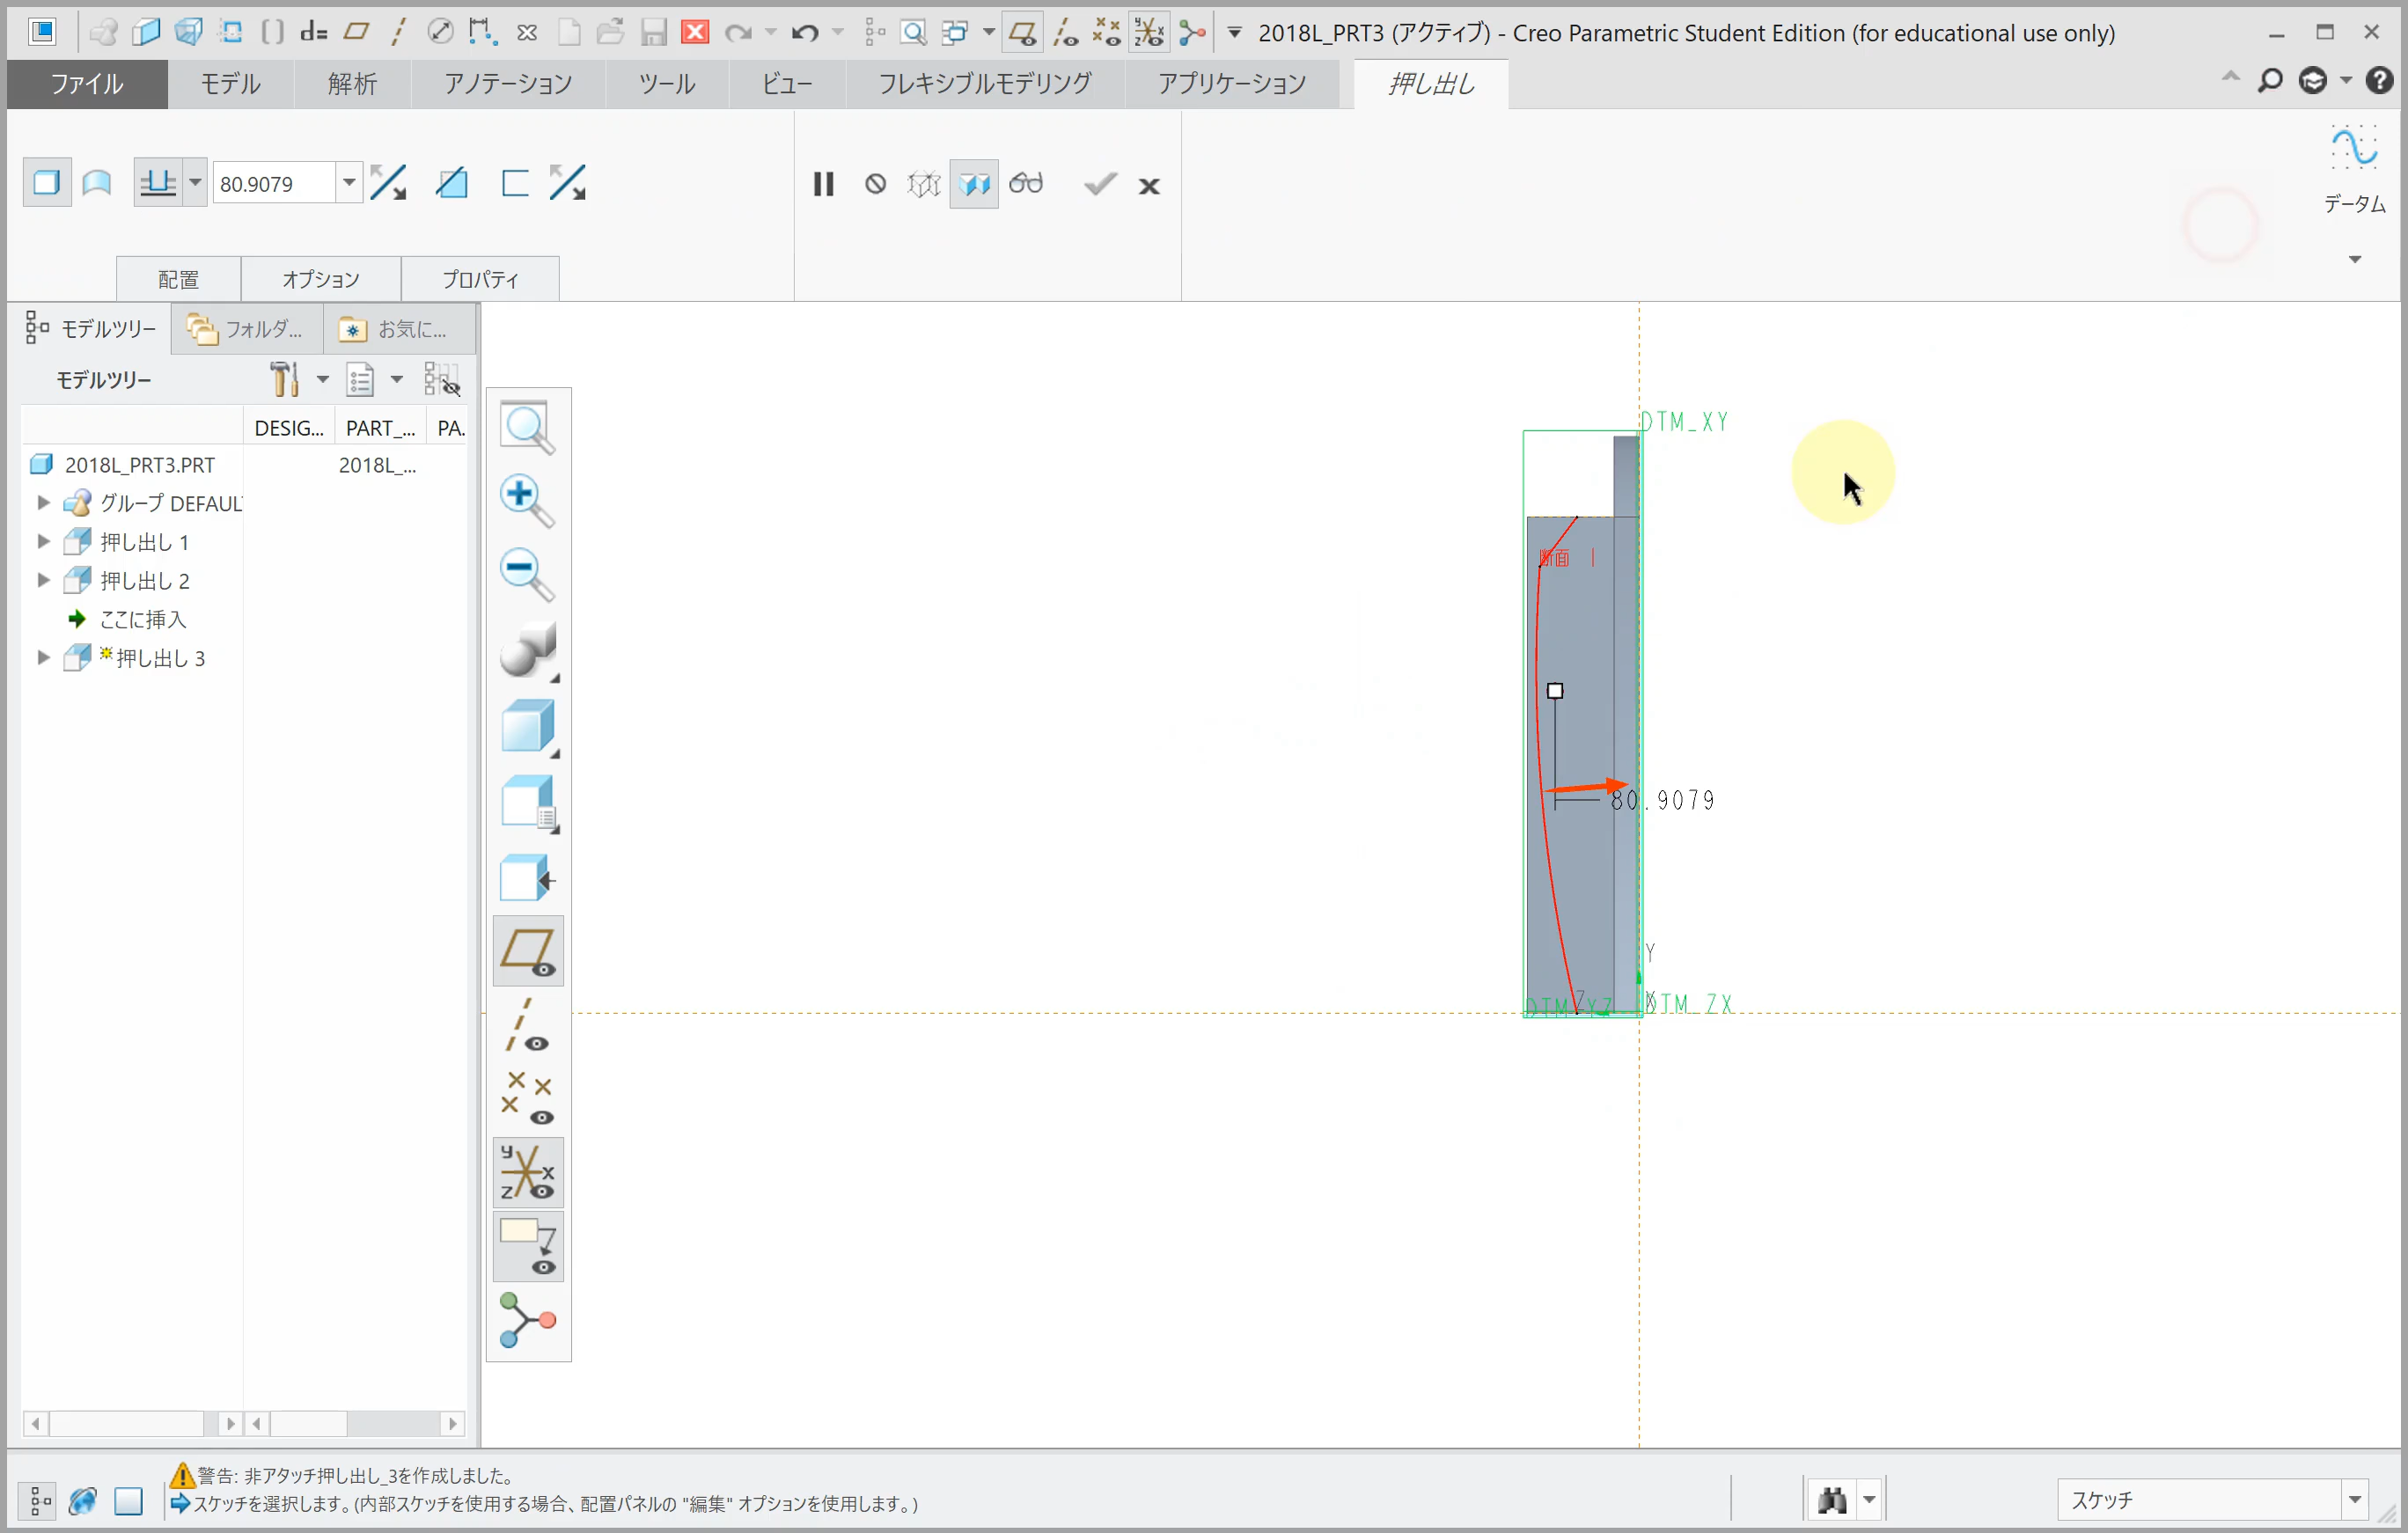 2018L_PRT3 (アクティブ) - Creo Parametric Student Edition (for educational use only)
ファイル モデル 解析 アノテーション ツール ビュー フレキシブルモデリング アプリケーション 押し出し
80.9079
データム
配置 オプション プロパティ
モデルツリー フォルダ... お気に...
モデルツリー
DESIG... PART_... PA.
2018L_PRT3.PRT 2018L_...
グループ DEFAUL
押し出し 1
押し出し 2
ここに挿入
押し出し 3
DTM_XY
断面 1
80.9079
Y
DTM_YZ Z X DTM_ZX
警告: 非アタッチ押し出し_3を作成しました。
スケッチを選択します。(内部スケッチを使用する場合、配置パネルの "編集" オプションを使用します。)
スケッチ